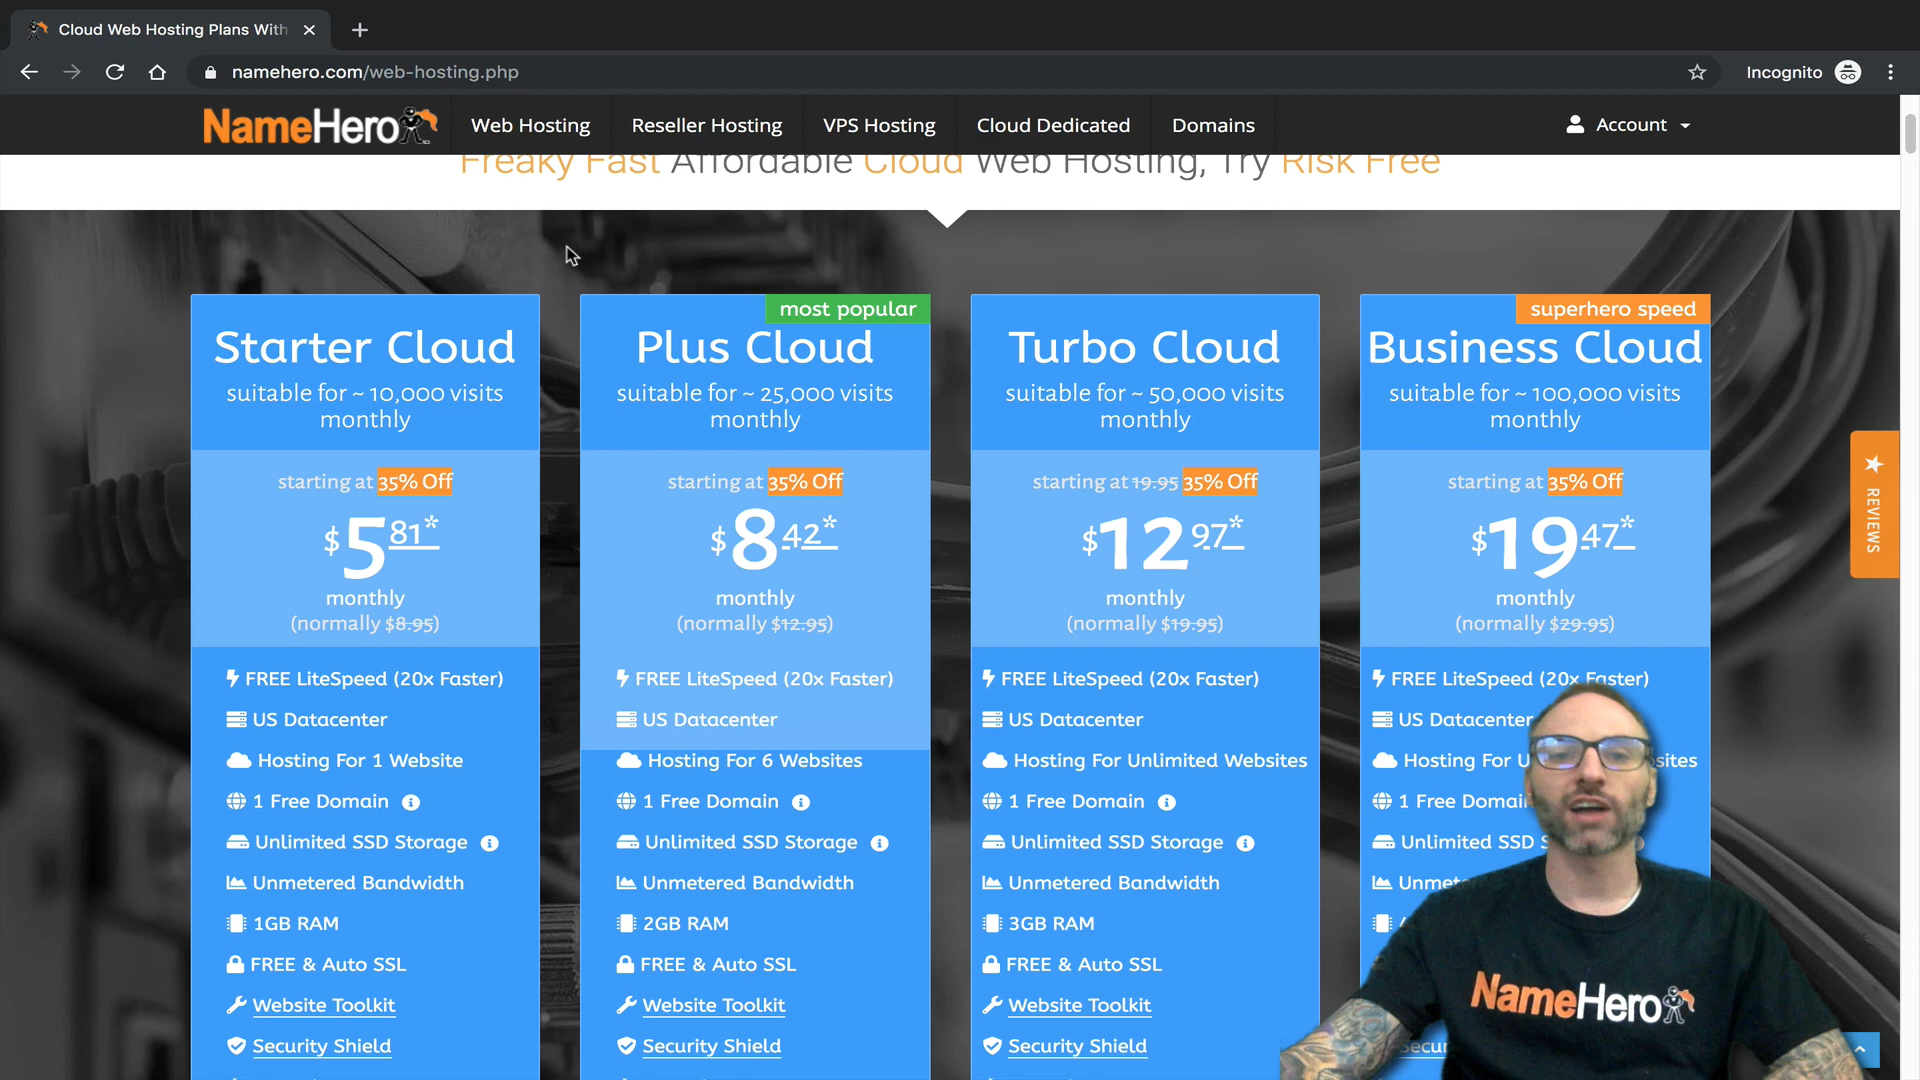 Cloud Web Hosting Plans With
namehero.com/web-hosting.php
Incognito
NameHero
Web Hosting
Reseller Hosting
VPS Hosting
Cloud Dedicated
Domains
Account
Freaky Fast Affordable Cloud Web Hosting, Try Risk Free
Starter Cloud
suitable for ~ 10,000 visits
monthly
starting at 35% Off
$5 81*
monthly
(normally $8.95)
FREE LiteSpeed (20x Faster)
US Datacenter
Hosting For 1 Website
1 Free Domain
Unlimited SSD Storage
Unmetered Bandwidth
1GB RAM
FREE & Auto SSL
Website Toolkit
Security Shield
most popular
Plus Cloud
suitable for ~ 25,000 visits
monthly
starting at 35% Off
$8 42*
monthly
(normally $12.95)
FREE LiteSpeed (20x Faster)
US Datacenter
Hosting For 6 Websites
1 Free Domain
Unlimited SSD Storage
Unmetered Bandwidth
2GB RAM
FREE & Auto SSL
Website Toolkit
Security Shield
Turbo Cloud
suitable for ~ 50,000 visits
monthly
starting at 19.95 35% Off
$12 97*
monthly
(normally $19.95)
FREE LiteSpeed (20x Faster)
US Datacenter
Hosting For Unlimited Websites
1 Free Domain
Unlimited SSD Storage
Unmetered Bandwidth
3GB RAM
FREE & Auto SSL
Website Toolkit
Security Shield
superhero speed
Business Cloud
suitable for ~ 100,000 visits
monthly
starting at 35% Off
$19 47*
monthly
(normally $29.95)
FREE LiteSpeed (20x Faster)
US Datacenter
Hosting For
1 Free
Unlimited SSD
REVIEWS
NameHero